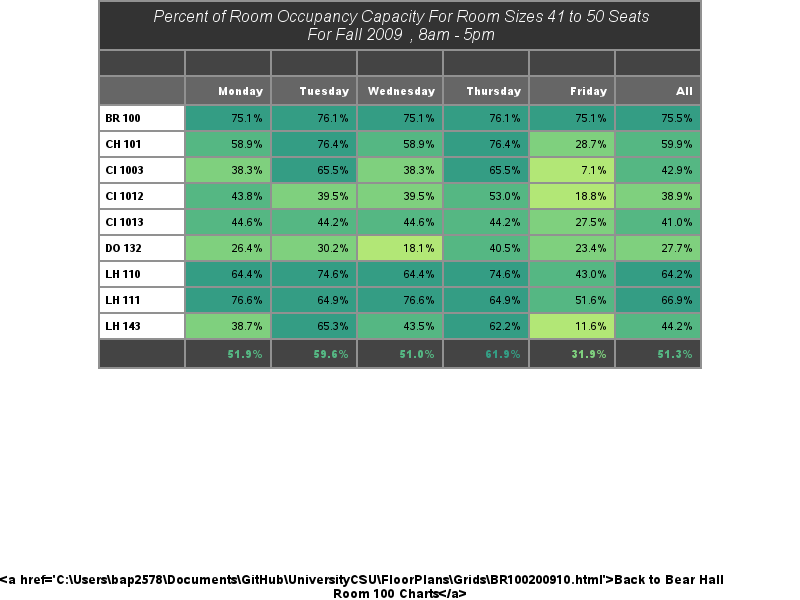 Percent of Room Occupancy Capacity For Room Sizes 41 to 50 Seats
For Fall 2009 , 8am - 5pm
Monday Tuesday Wednesday Thursday Friday All
BR 100 75.1% 76.1% 75.1% 76.1% 75.1% 75.5%
CH 101 58.9% 76.4% 58.9% 76.4% 28.7% 59.9%
CI 1003 38.3% 65.5% 38.3% 65.5% 7.1% 42.9%
CI 1012 43.8% 39.5% 39.5% 53.0% 18.8% 38.9%
CI 1013 44.6% 44.2% 44.6% 44.2% 27.5% 41.0%
DO 132 26.4% 30.2% 18.1% 40.5% 23.4% 27.7%
LH 110 64.4% 74.6% 64.4% 74.6% 43.0% 64.2%
LH 111 76.6% 64.9% 76.6% 64.9% 51.6% 66.9%
LH 143 38.7% 65.3% 43.5% 62.2% 11.6% 44.2%
51.9% 59.6% 51.0% 61.9% 31.9% 51.3%
<a href='C:\Users\bap2578\Documents\GitHub\UniversityCSU\FloorPlans\Grids\BR100200910.html'>Back to Bear Hall
Room 100 Charts</a>